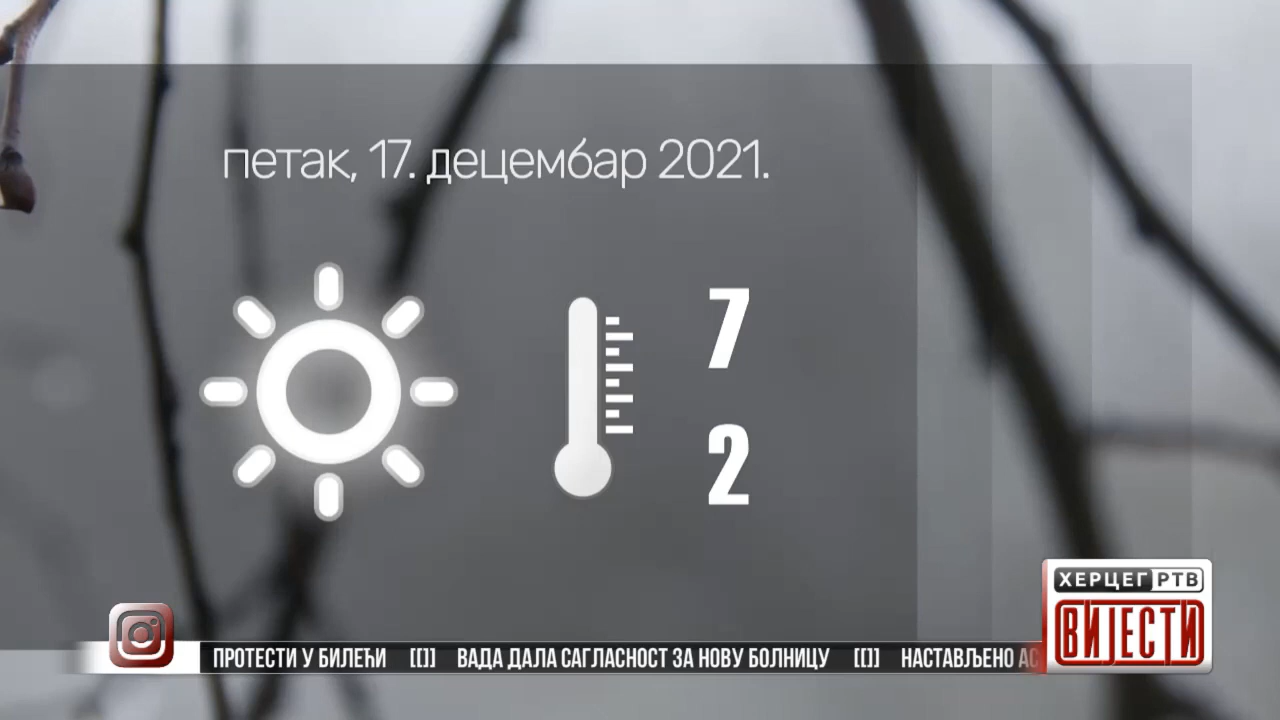 петак, 17. децембар 2021.
7
2
ХЕРЦЕГ РТВ
ВИЈЕСТИ
ПРОТЕСТИ У БИЛЕЋИ [[]] ВАДА ДАЛА САГЛАСНОСТ ЗА НОВУ БОЛНИЦУ [[]] НАСТАВЉЕНО